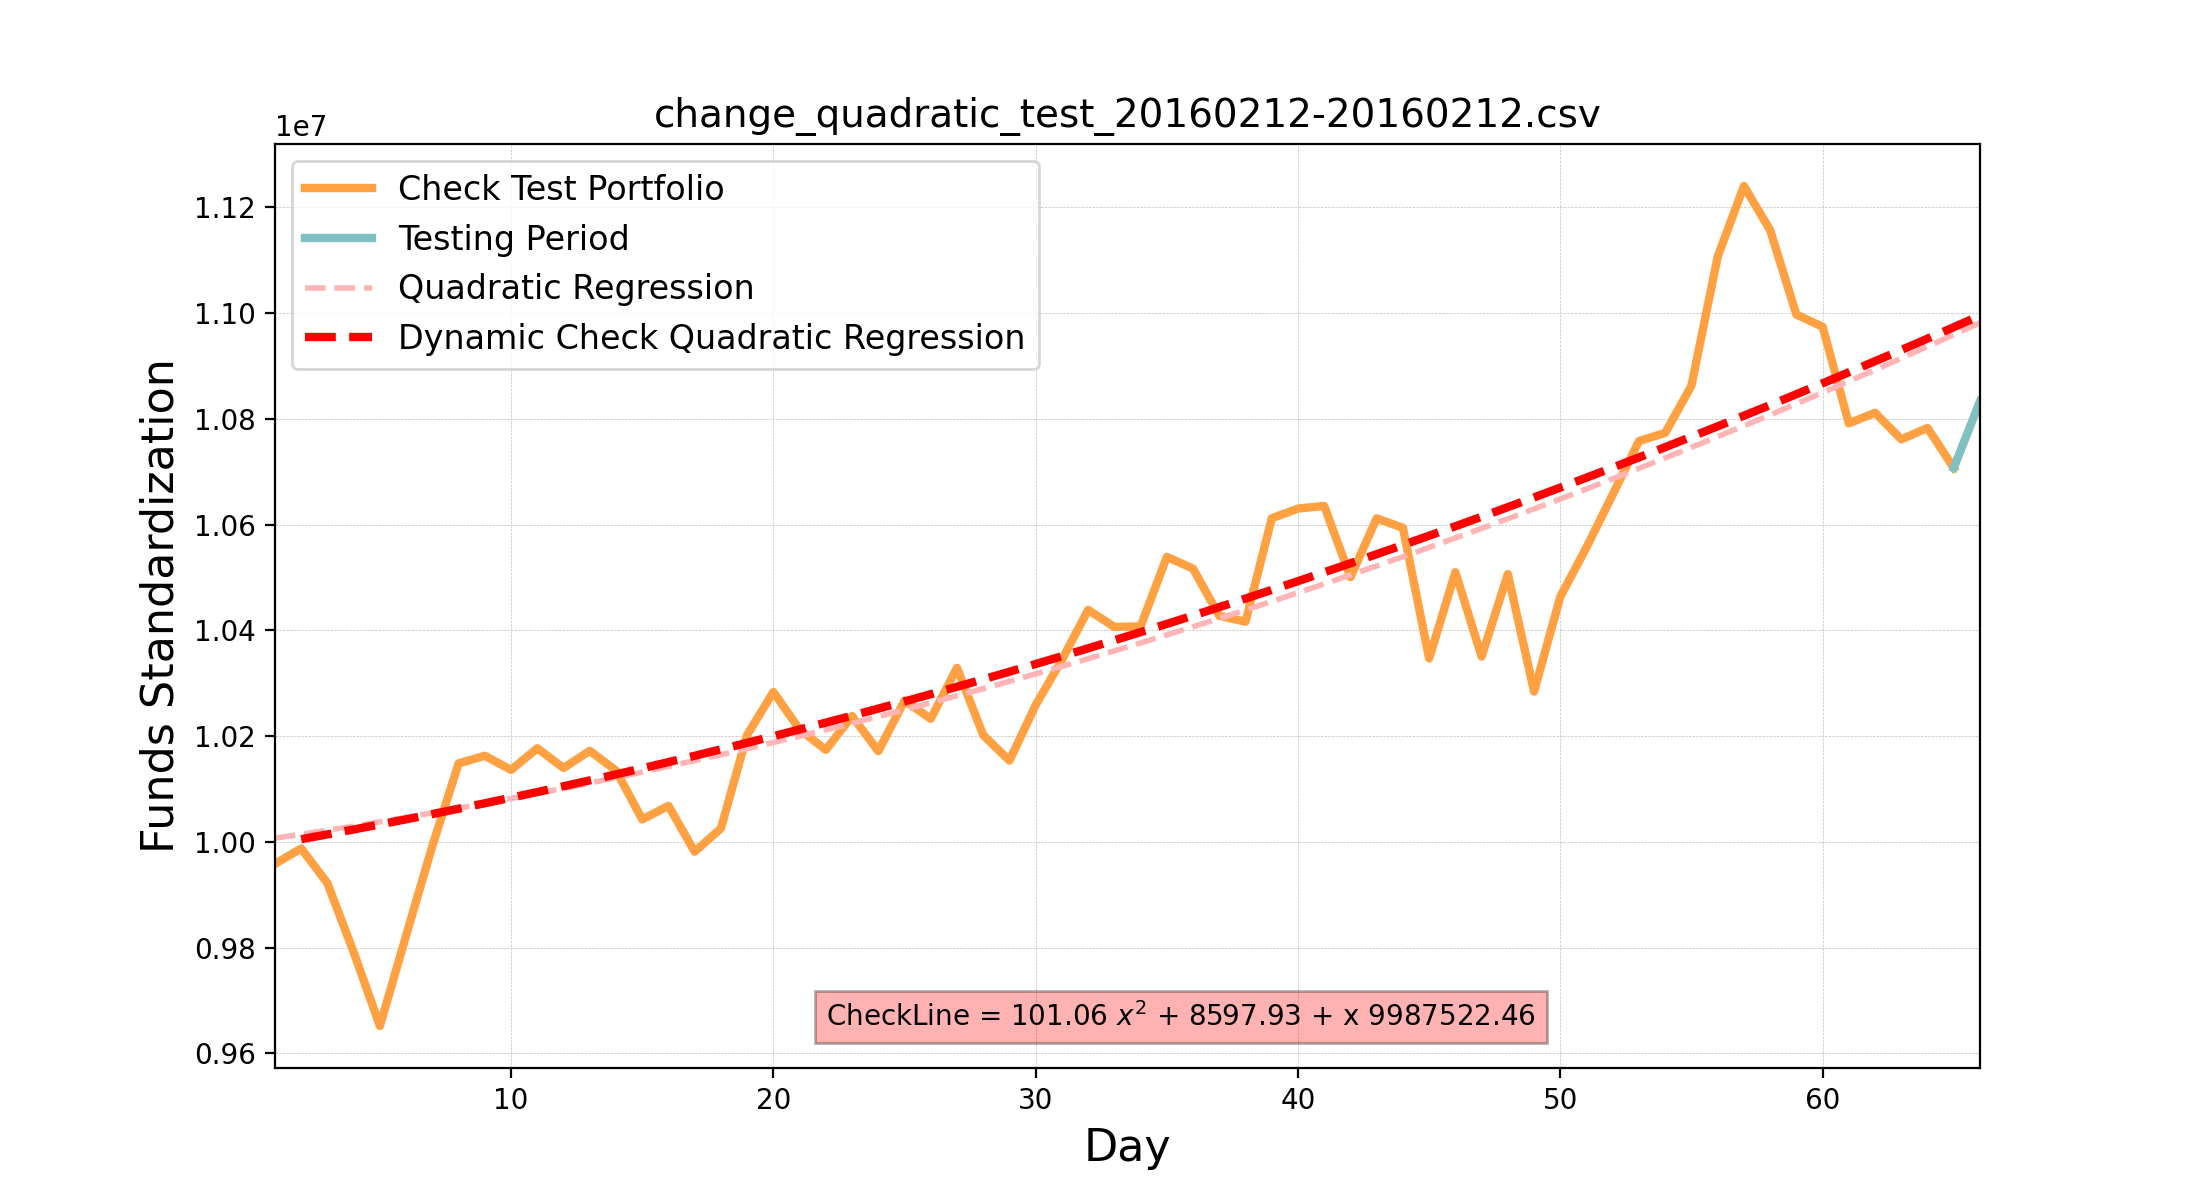 change_quadratic_test_20160212-20160212.csv
1e7
Check Test Portfolio
Testing Period
Quadratic Regression
Dynamic Check Quadratic Regression
1.12
1.10
1.08
1.06
1.04
1.02
1.00
0.98
0.96
Funds Standardization
CheckLine = 101.06 x² + 8597.93 + x 9987522.46
10 20 30 40 50 60
Day